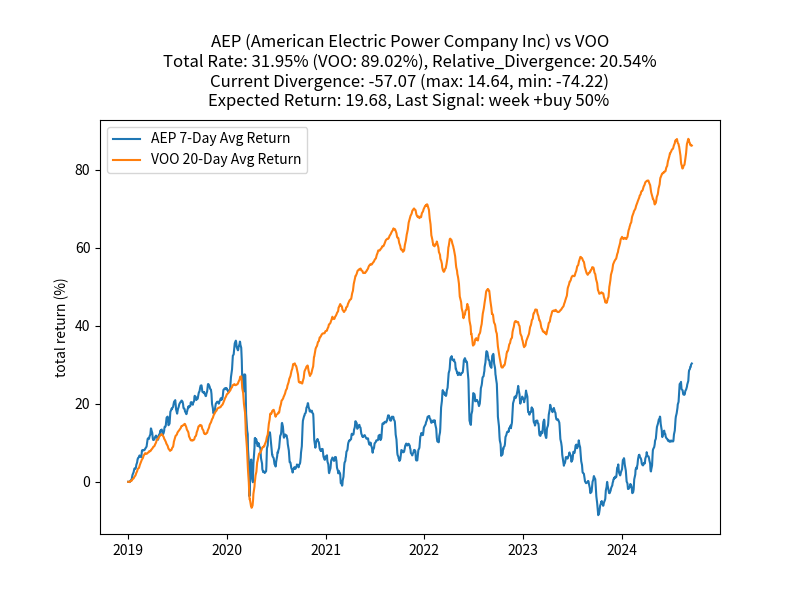 AEP (American Electric Power Company Inc) vs VOO
Total Rate: 31.95% (VOO: 89.02%), Relative_Divergence: 20.54%
Current Divergence: -57.07 (max: 14.64, min: -74.22)
Expected Return: 19.68, Last Signal: week +buy 50%
AEP 7-Day Avg Return
VOO 20-Day Avg Return
total return (%)
80
60
40
20
0
2019 2020 2021 2022 2023 2024